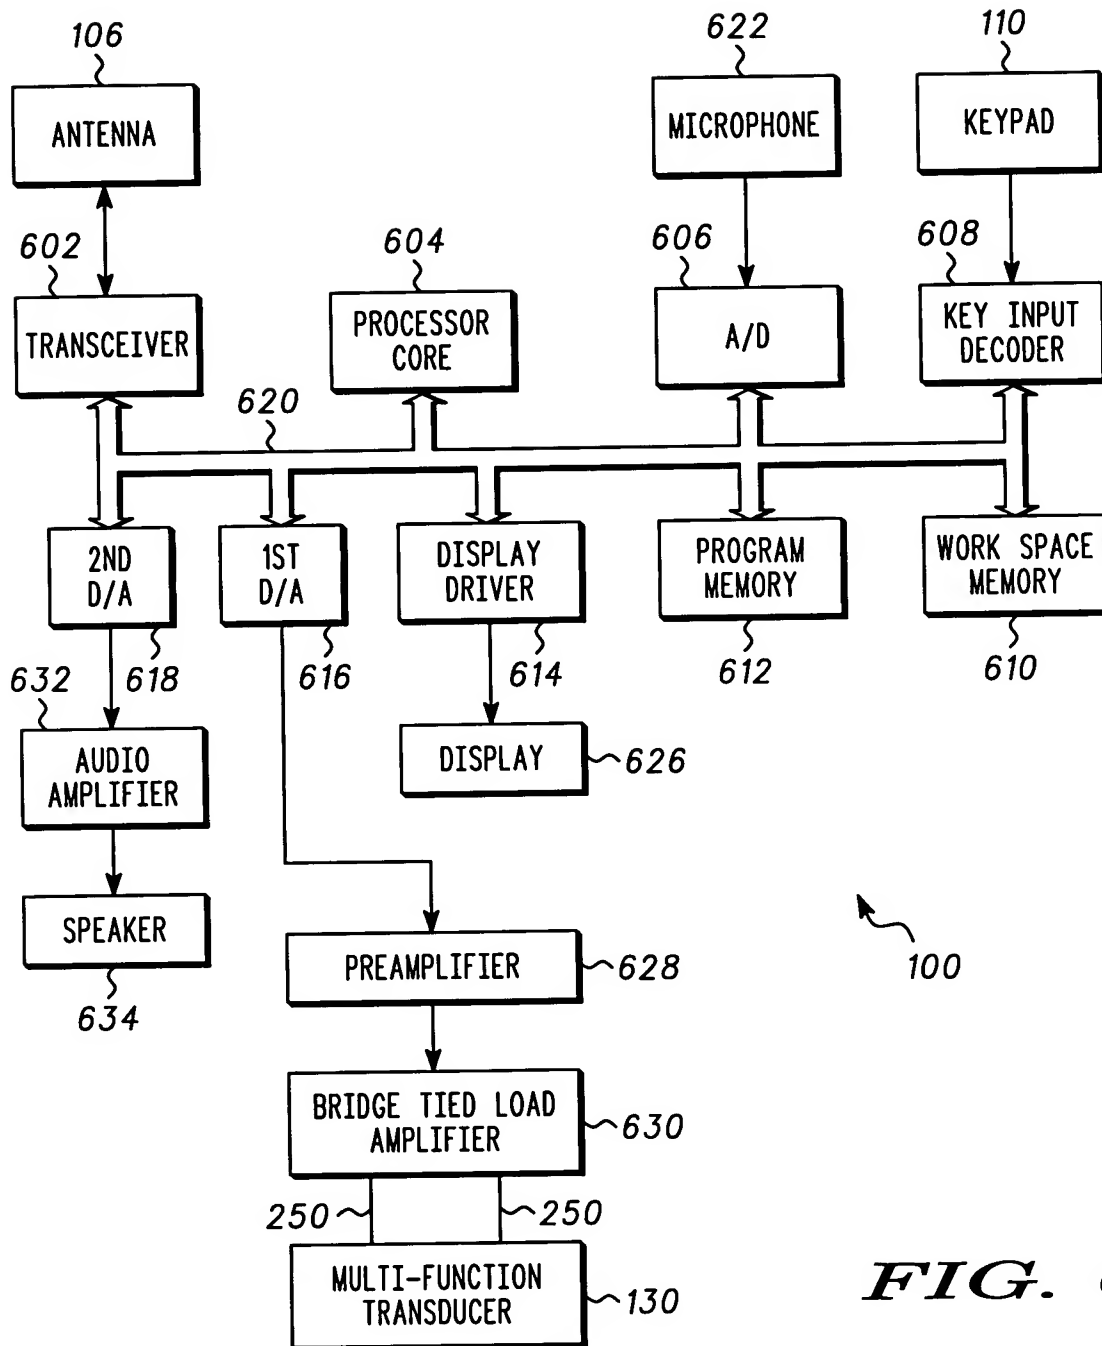 106
622
110
ANTENNA
MICROPHONE
KEYPAD
602
604
606
608
TRANSCEIVER
PROCESSOR
CORE
A/D
KEY INPUT
DECODER
620
2ND
D/A
1ST
D/A
DISPLAY
DRIVER
PROGRAM
MEMORY
WORK SPACE
MEMORY
632
618
616
614
612
610
AUDIO
AMPLIFIER
DISPLAY
626
SPEAKER
634
PREAMPLIFIER
628
100
BRIDGE TIED LOAD
AMPLIFIER
630
250
250
MULTI-FUNCTION
TRANSDUCER
130
FIG.